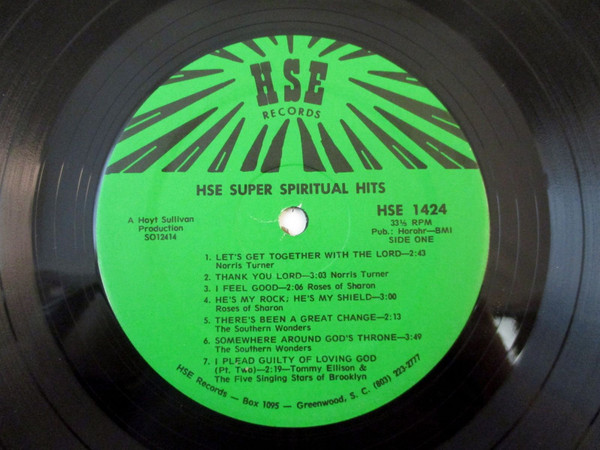 HSE
RECORDS
HSE SUPER SPIRITUAL HITS
A Hoyt Sullivan
Production
SO12414
HSE 1424
33⅓ RPM
Pub.: Horahr—BMI
SIDE ONE
1. LET'S GET TOGETHER WITH THE LORD—2:43
Norris Turner
2. THANK YOU LORD—3:03 Norris Turner
3. I FEEL GOOD—2:06 Roses of Sharon
4. HE'S MY ROCK; HE'S MY SHIELD—3:00
Roses of Sharon
5. THERE'S BEEN A GREAT CHANGE—2:13
The Southern Wonders
6. SOMEWHERE AROUND GOD'S THRONE—3:49
The Southern Wonders
7. I PLEAD GUILTY OF LOVING GOD
(Pt. Two)—2:19—Tommy Ellison &
The Five Singing Stars of Brooklyn
HSE Records — Box 1095 — Greenwood, S. C. (803) 223-2777